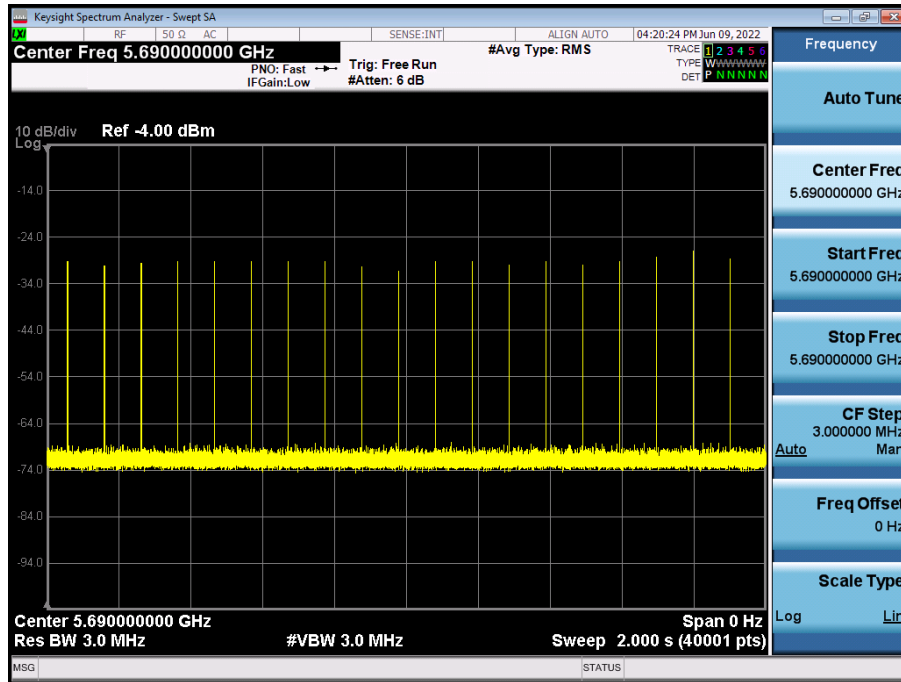 Keysight Spectrum Analyzer - Swept SA
LXI
RF 50 Ω AC SENSE:INT ALIGN AUTO 04:20:24 PM Jun 09, 2022
Center Freq 5.690000000 GHz
PNO: Fast
IFGain:Low
Trig: Free Run
#Atten: 6 dB
#Avg Type: RMS
TRACE 1 2 3 4 5 6
TYPE WWWWWW
DET P N N N N N
10 dB/div
Log
Ref -4.00 dBm
-14.0
-24.0
-34.0
-44.0
-54.0
-64.0
-74.0
-84.0
-94.0
Center 5.690000000 GHz
Span 0 Hz
Res BW 3.0 MHz
#VBW 3.0 MHz
Sweep 2.000 s (40001 pts)
MSG
STATUS
Frequency
Auto Tune
Center Freq
5.690000000 GHz
Start Freq
5.690000000 GHz
Stop Freq
5.690000000 GHz
CF Step
3.000000 MHz
Auto Man
Freq Offset
0 Hz
Scale Type
Log Lin